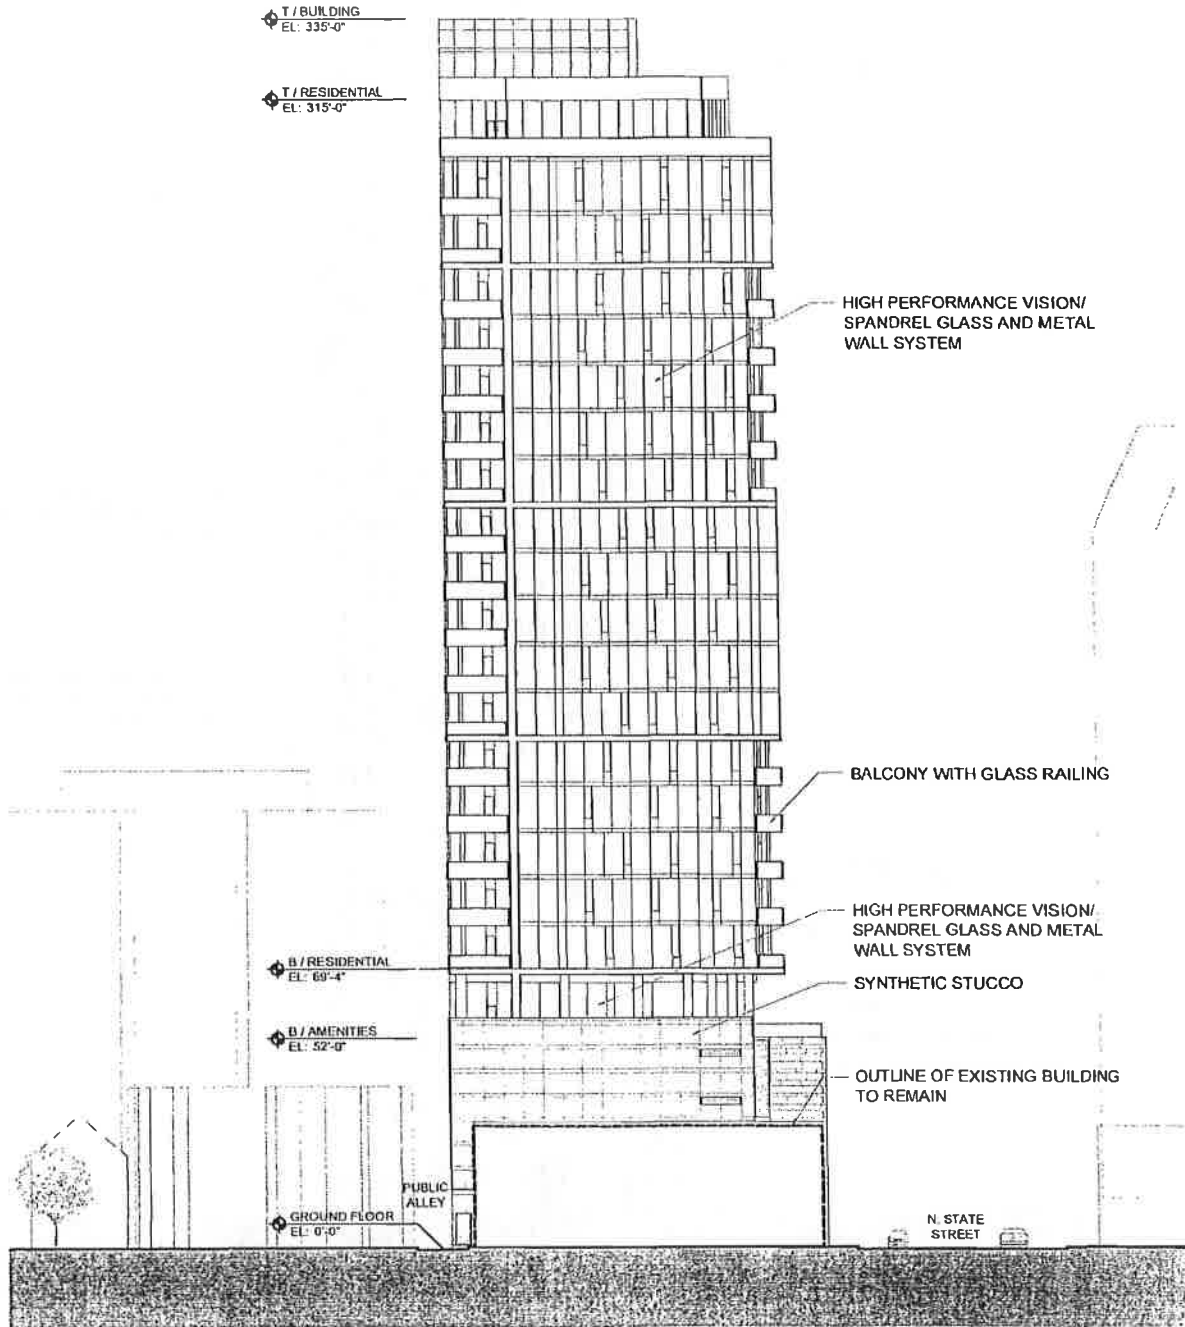 T / BUILDING
EL: 335'-0"
T / RESIDENTIAL
EL: 315'-0"
HIGH PERFORMANCE VISION/
SPANDREL GLASS AND METAL
WALL SYSTEM
BALCONY WITH GLASS RAILING
HIGH PERFORMANCE VISION/
SPANDREL GLASS AND METAL
WALL SYSTEM
B / RESIDENTIAL
EL: 69'-4"
SYNTHETIC STUCCO
B / AMENITIES
EL: 52'-0"
OUTLINE OF EXISTING BUILDING
TO REMAIN
PUBLIC
ALLEY
GROUND FLOOR
EL: 0'-0"
N. STATE
STREET